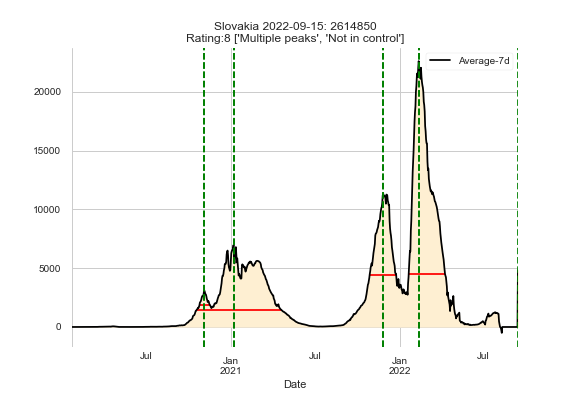 Slovakia 2022-09-15: 2614850
Rating:8 ['Multiple peaks', 'Not in control']
Average-7d
20000
15000
10000
5000
0
Jul
Jan
2021
Jul
Jan
2022
Jul
Date